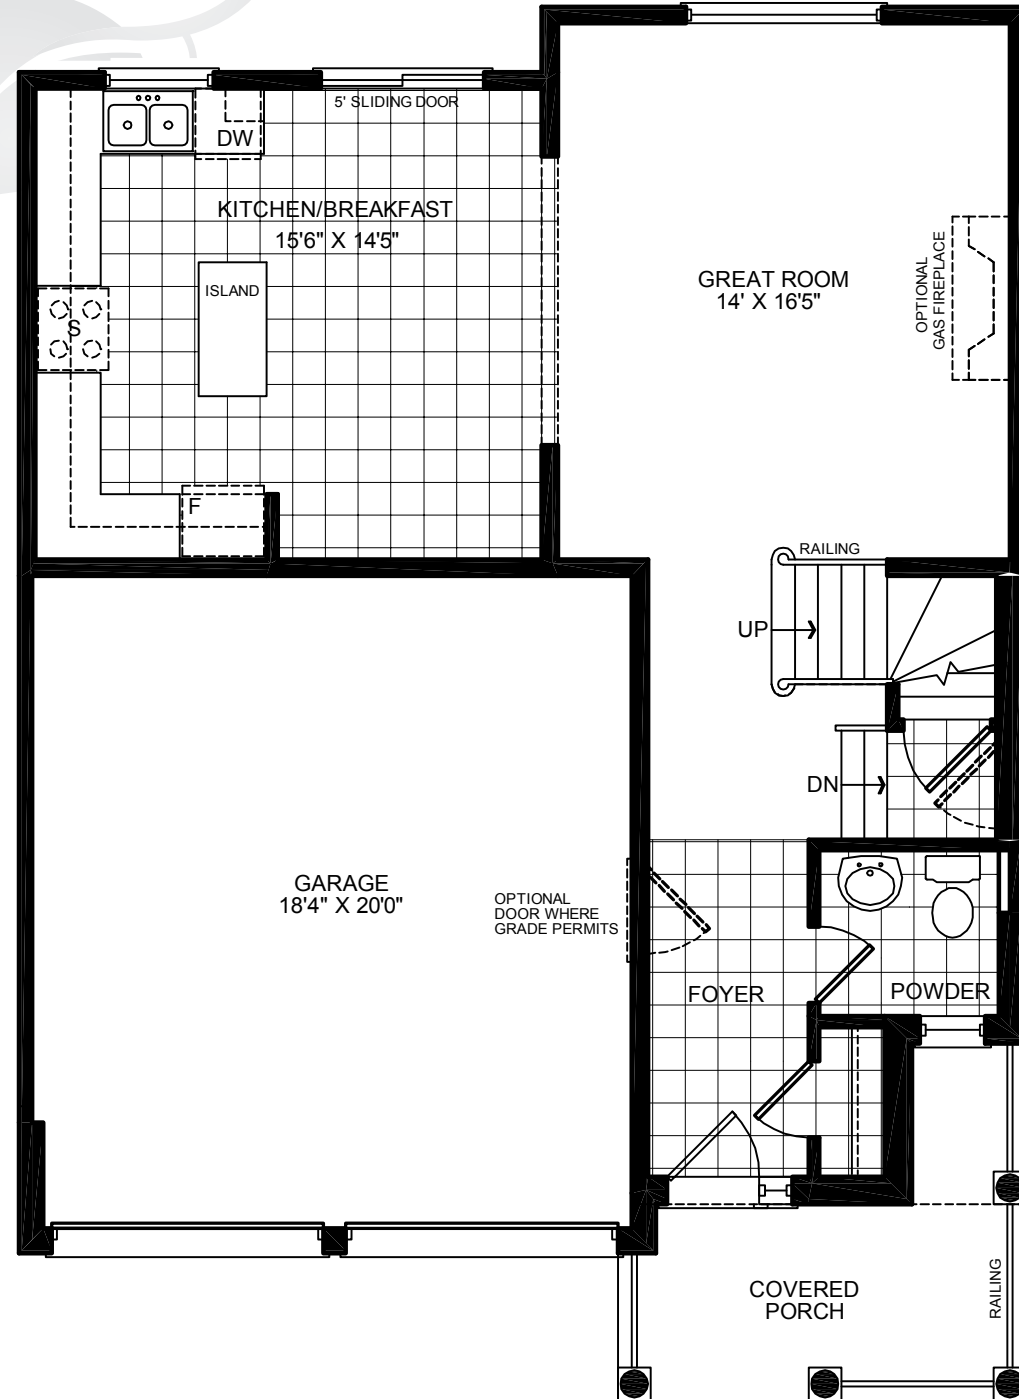 5' SLIDING DOOR
DW
KITCHEN/BREAKFAST
15'6" X 14'5"
ISLAND
S
F
GREAT ROOM
14' X 16'5"
OPTIONAL
GAS FIREPLACE
RAILING
UP
DN
GARAGE
18'4" X 20'0"
OPTIONAL
DOOR WHERE
GRADE PERMITS
FOYER
POWDER
COVERED
PORCH
RAILING